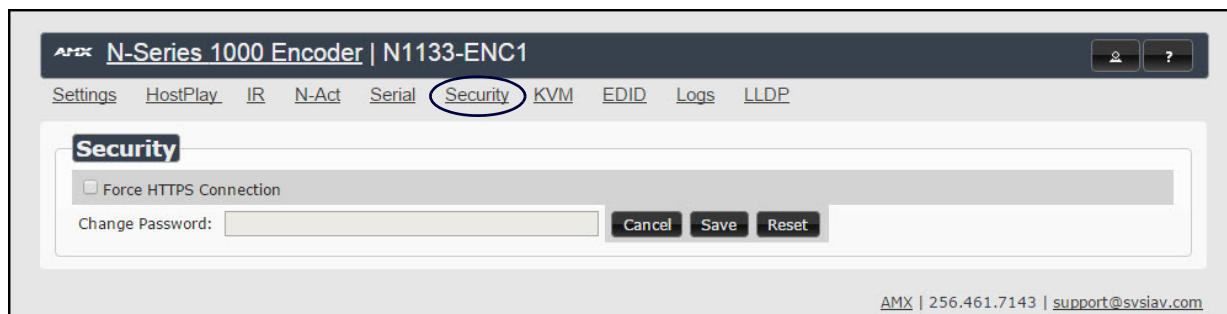 AMX N-Series 1000 Encoder | N1133-ENC1 ?
Settings HostPlay IR N-Act Serial Security KVM EDID Logs LLDP
Security
Force HTTPS Connection
Change Password: Cancel Save Reset
AMX | 256.461.7143 | support@svsiav.com